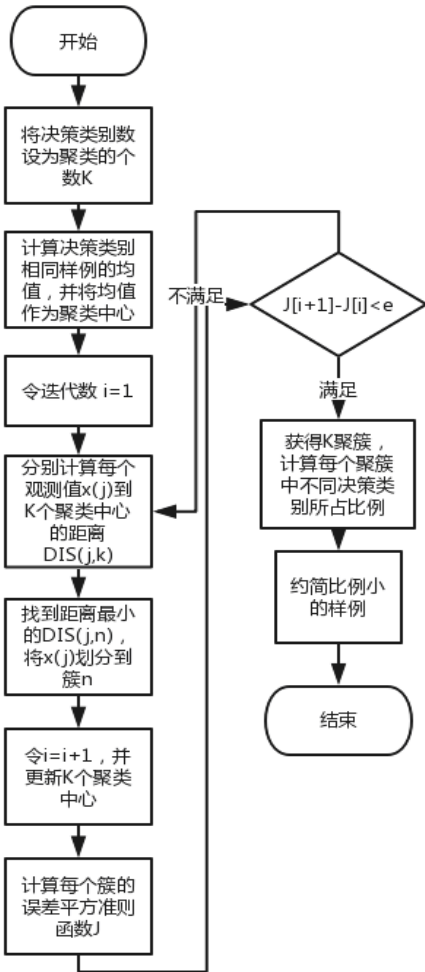 开始
将决策类别数
设为聚类的个
数K
计算决策类别
相同样例的均
值，并将均值
作为聚类中心
令迭代数 i=1
分别计算每个
观测值x(j)到
K个聚类中心
的距离
DIS(j,k)
找到距离最小
的DIS(j,n)，
将x(j)划分到
簇n
令i=i+1，并
更新K个聚类
中心
计算每个簇的
误差平方准则
函数J
不满足
J[i+1]-J[i]<e
满足
获得K聚簇，
计算每个聚簇
中不同决策类
别所占比例
约简比例小
的样例
结束